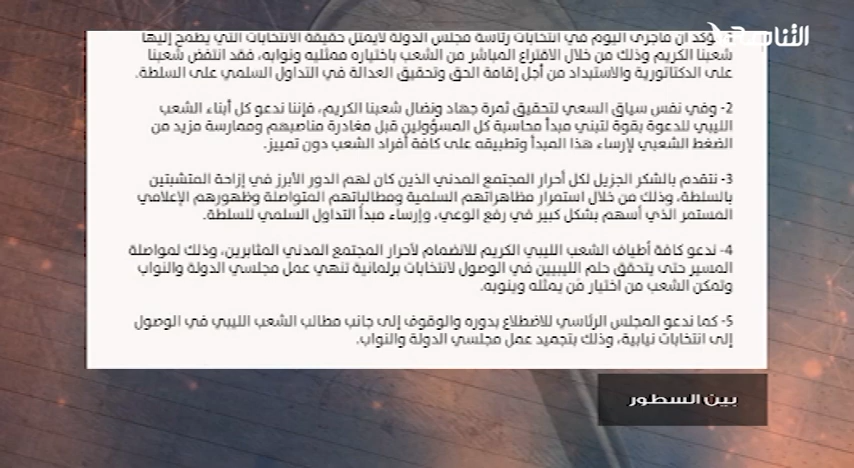 التناصح
نؤكد أن ماجرى اليوم في انتخابات رئاسة مجلس الدولة لايمثل حقيقة الانتخابات التي يطمح إليها
شعبنا الكريم وذلك من خلال الاقتراع المباشر من الشعب باختياره ممثليه ونوابه، فقد انتفض شعبنا
على الدكتاتورية والاستبداد من أجل إقامة الحق وتحقيق العدالة في التداول السلمي على السلطة.
2- وفي نفس سياق السعي لتحقيق ثمرة جهاد ونضال شعبنا الكريم، فإننا ندعو كل أبناء الشعب
الليبي للدعوة بقوة لتبني مبدأ محاسبة كل المسؤولين قبل مغادرة مناصبهم وممارسة مزيد من
الضغط الشعبي لإرساء هذا المبدأ وتطبيقه على كافة أفراد الشعب دون تمييز.
3- نتقدم بالشكر الجزيل لكل أحرار المجتمع المدني الذين كان لهم الدور الأبرز في إزاحة المتشبتين
بالسلطة، وذلك من خلال استمرار مظاهراتهم السلمية ومطالباتهم المتواصلة وظهورهم الإعلامي
المستمر الذي أسهم بشكل كبير في رفع الوعي، وإرساء مبدأ التداول السلمي للسلطة.
4- ندعو كافة أطياف الشعب الليبي الكريم للانضمام لأحرار المجتمع المدني المثابرين، وذلك لمواصلة
المسير حتى يتحقق حلم الليبيين في الوصول لانتخابات برلمانية تنهي عمل مجلسي الدولة والنواب
وتمكن الشعب من اختيار مَن يمثله وينوبه.
5- كما ندعو المجلس الرئاسي للاضطلاع بدوره والوقوف إلى جانب مطالب الشعب الليبي في الوصول
إلى انتخابات نيابية، وذلك بتجميد عمل مجلسي الدولة والنواب.
بين السطور